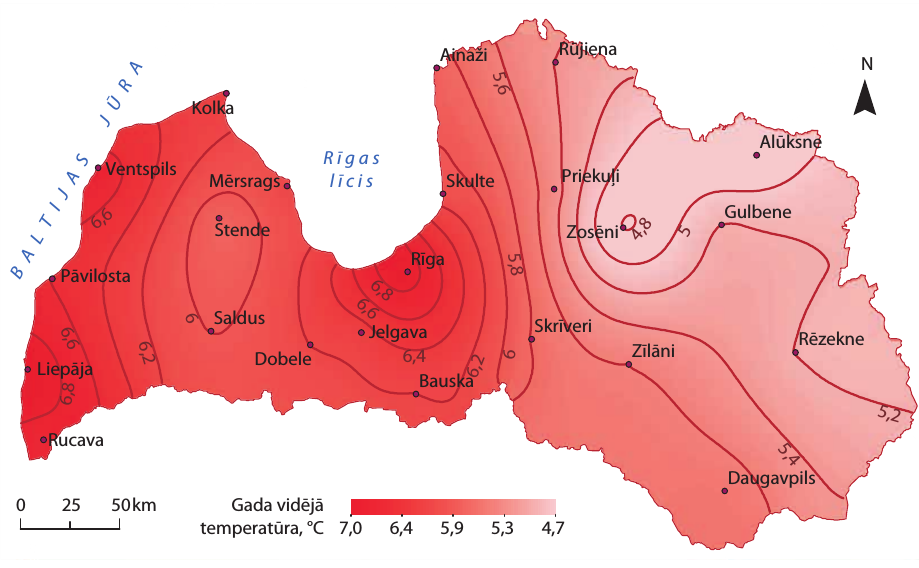 Ainaži
Rūjiena
N
5,6
BALTIJAS JŪRA
Kolka
Rīgas
līcis
Alūksne
Ventspils
Mērsrags
Skulte
Priekuļi
6,6
Stende
Zosēni
4,8
5
Gulbene
Pāvilosta
Rīga
5,8
6,8
6,6
6
Saldus
Jelgava
Skrīveri
6,6
6,2
Dobele
6,4
6,2
6
Zīlāni
Rēzekne
Liepāja
6,8
Bauska
5,2
Rucava
5,4
Daugavpils
0 25 50 km
Gada vidējā
temperatūra, °C
7,0 6,4 5,9 5,3 4,7